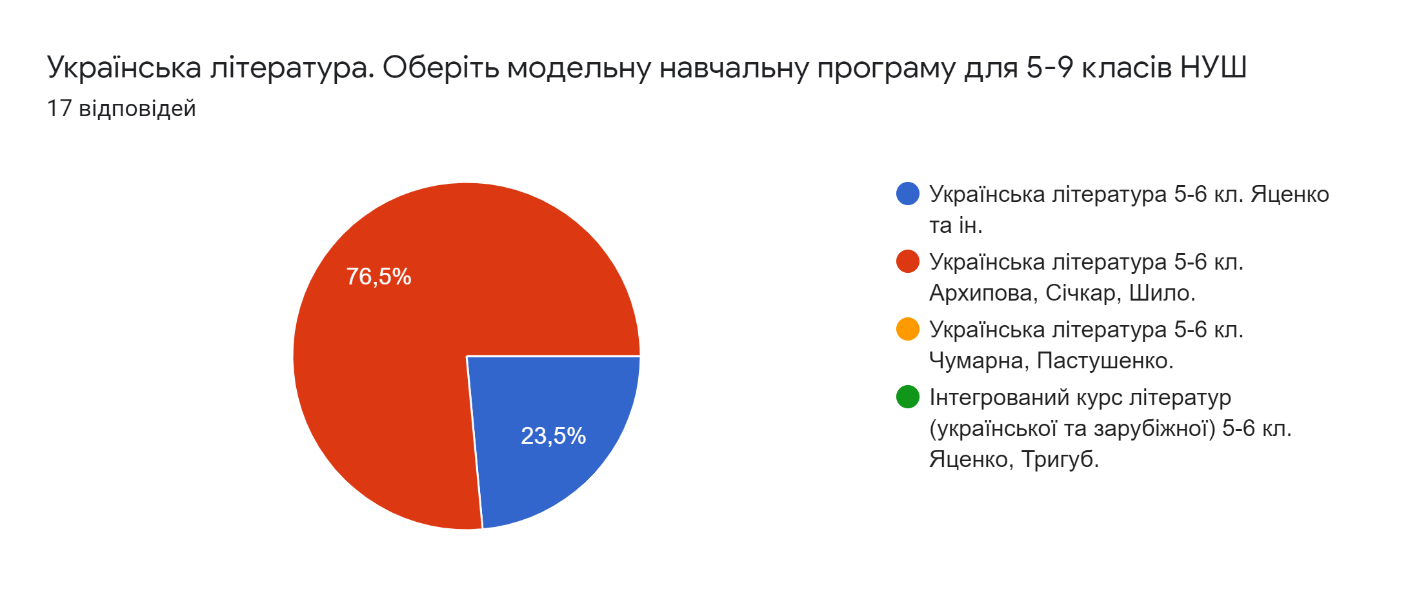 Українська література. Оберіть модельну навчальну програму для 5-9 класів НУШ
17 відповідей
76,5%
23,5%
Українська література 5-6 кл. Яценко
та ін.
Українська література 5-6 кл.
Архипова, Січкар, Шило.
Українська література 5-6 кл.
Чумарна, Пастушенко.
Інтегрований курс літератур
(української та зарубіжної) 5-6 кл.
Яценко, Тригуб.